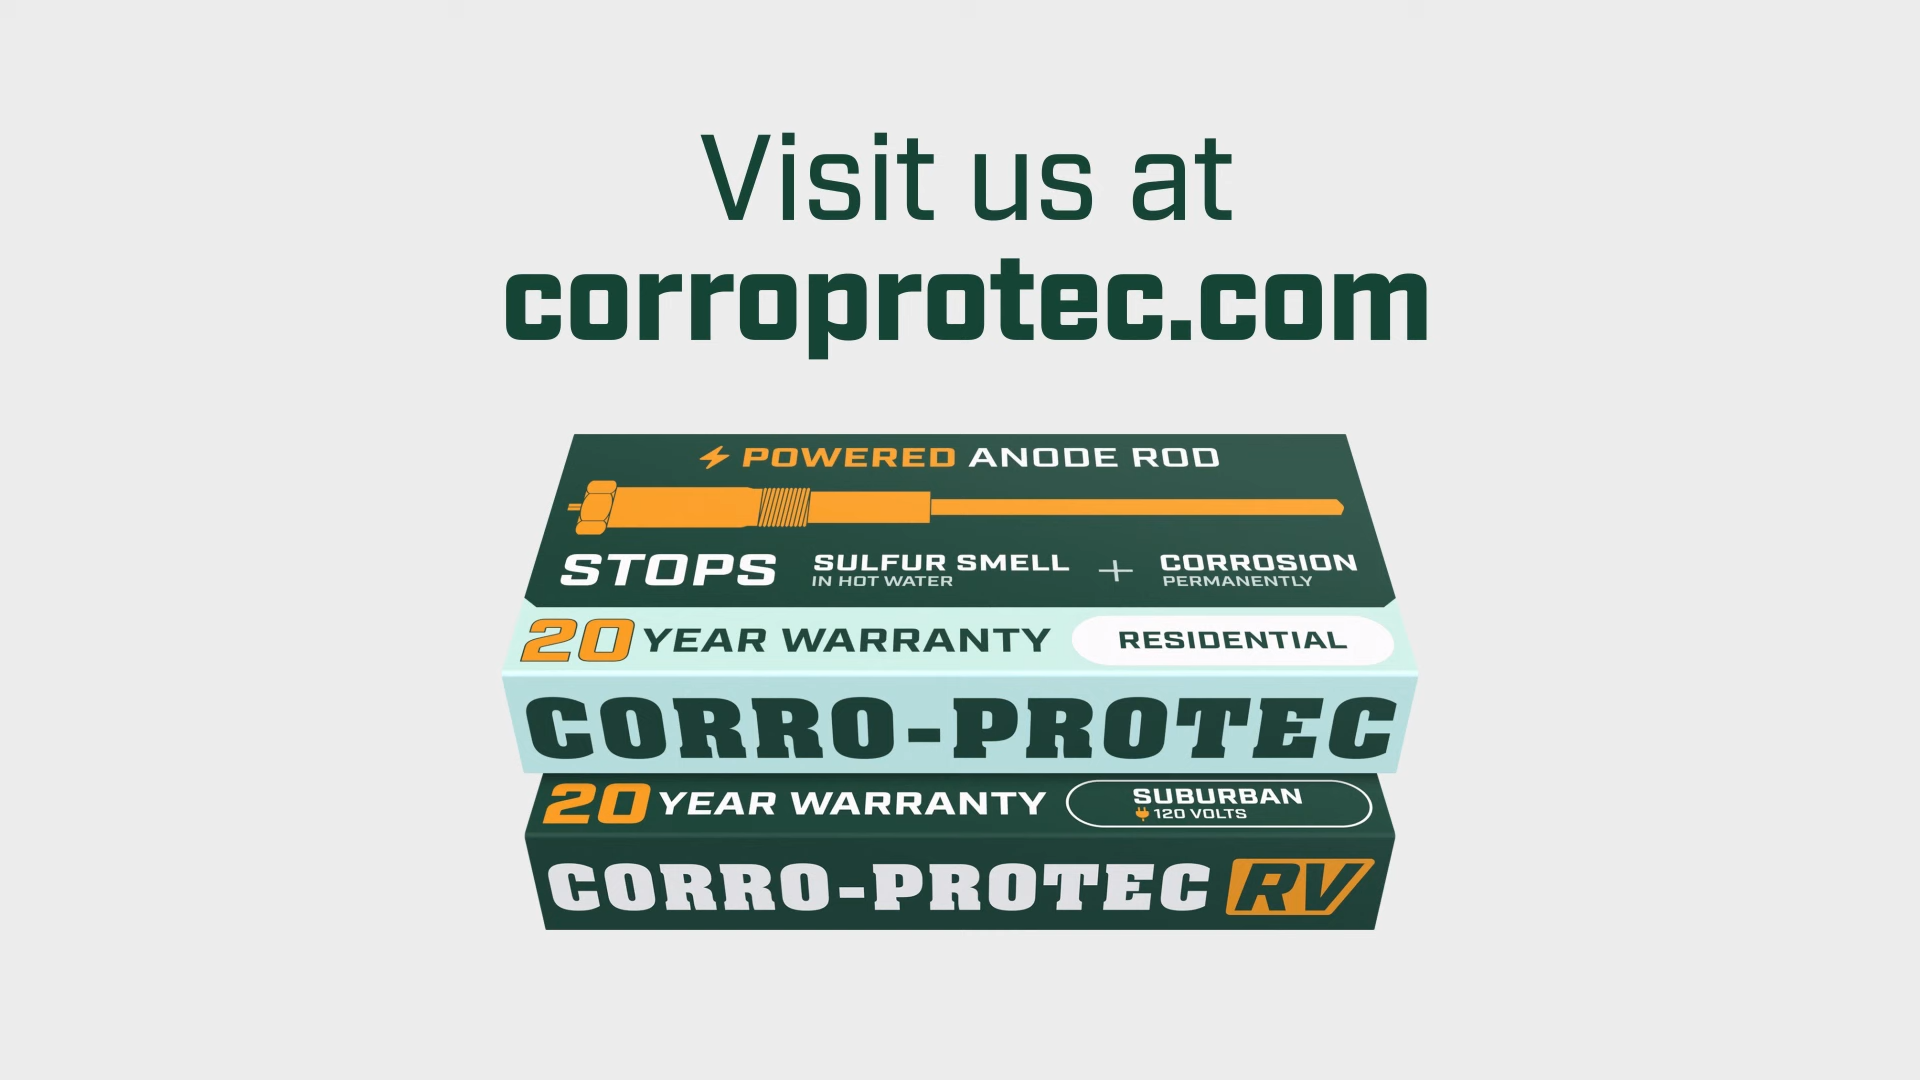 Visit us at
corroprotec.com
POWERED ANODE ROD
STOPS SULFUR SMELL IN HOT WATER + CORROSION PERMANENTLY
20 YEAR WARRANTY RESIDENTIAL
CORRO-PROTEC
20 YEAR WARRANTY SUBURBAN 120 VOLTS
CORRO-PROTEC RV